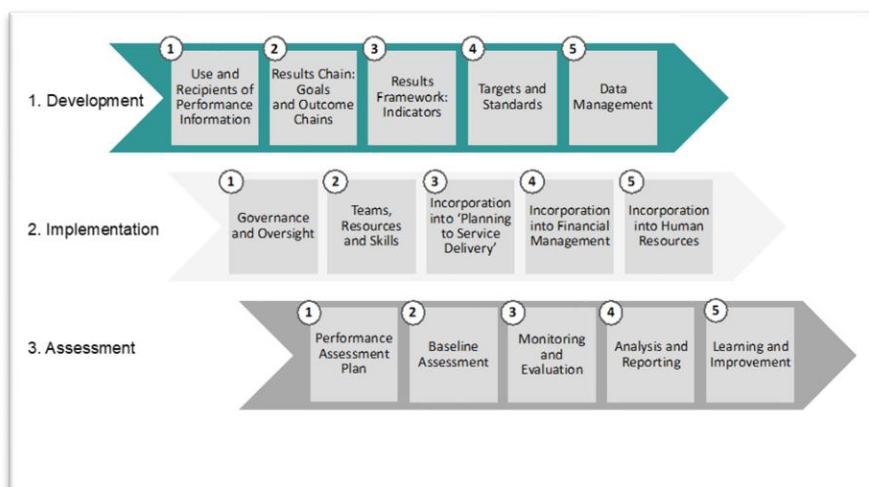 1. Development
1
Use and
Recipients of
Performance
Information
2
Results Chain:
Goals
and Outcome
Chains
3
Results
Framework:
Indicators
4
Targets and
Standards
5
Data
Management
2. Implementation
1
Governance
and Oversight
2
Teams,
Resources
and Skills
3
Incorporation
into ‘Planning
to Service
Delivery’
4
Incorporation
into Financial
Management
5
Incorporation
into Human
Resources
3. Assessment
1
Performance
Assessment
Plan
2
Baseline
Assessment
3
Monitoring
and
Evaluation
4
Analysis and
Reporting
5
Learning and
Improvement